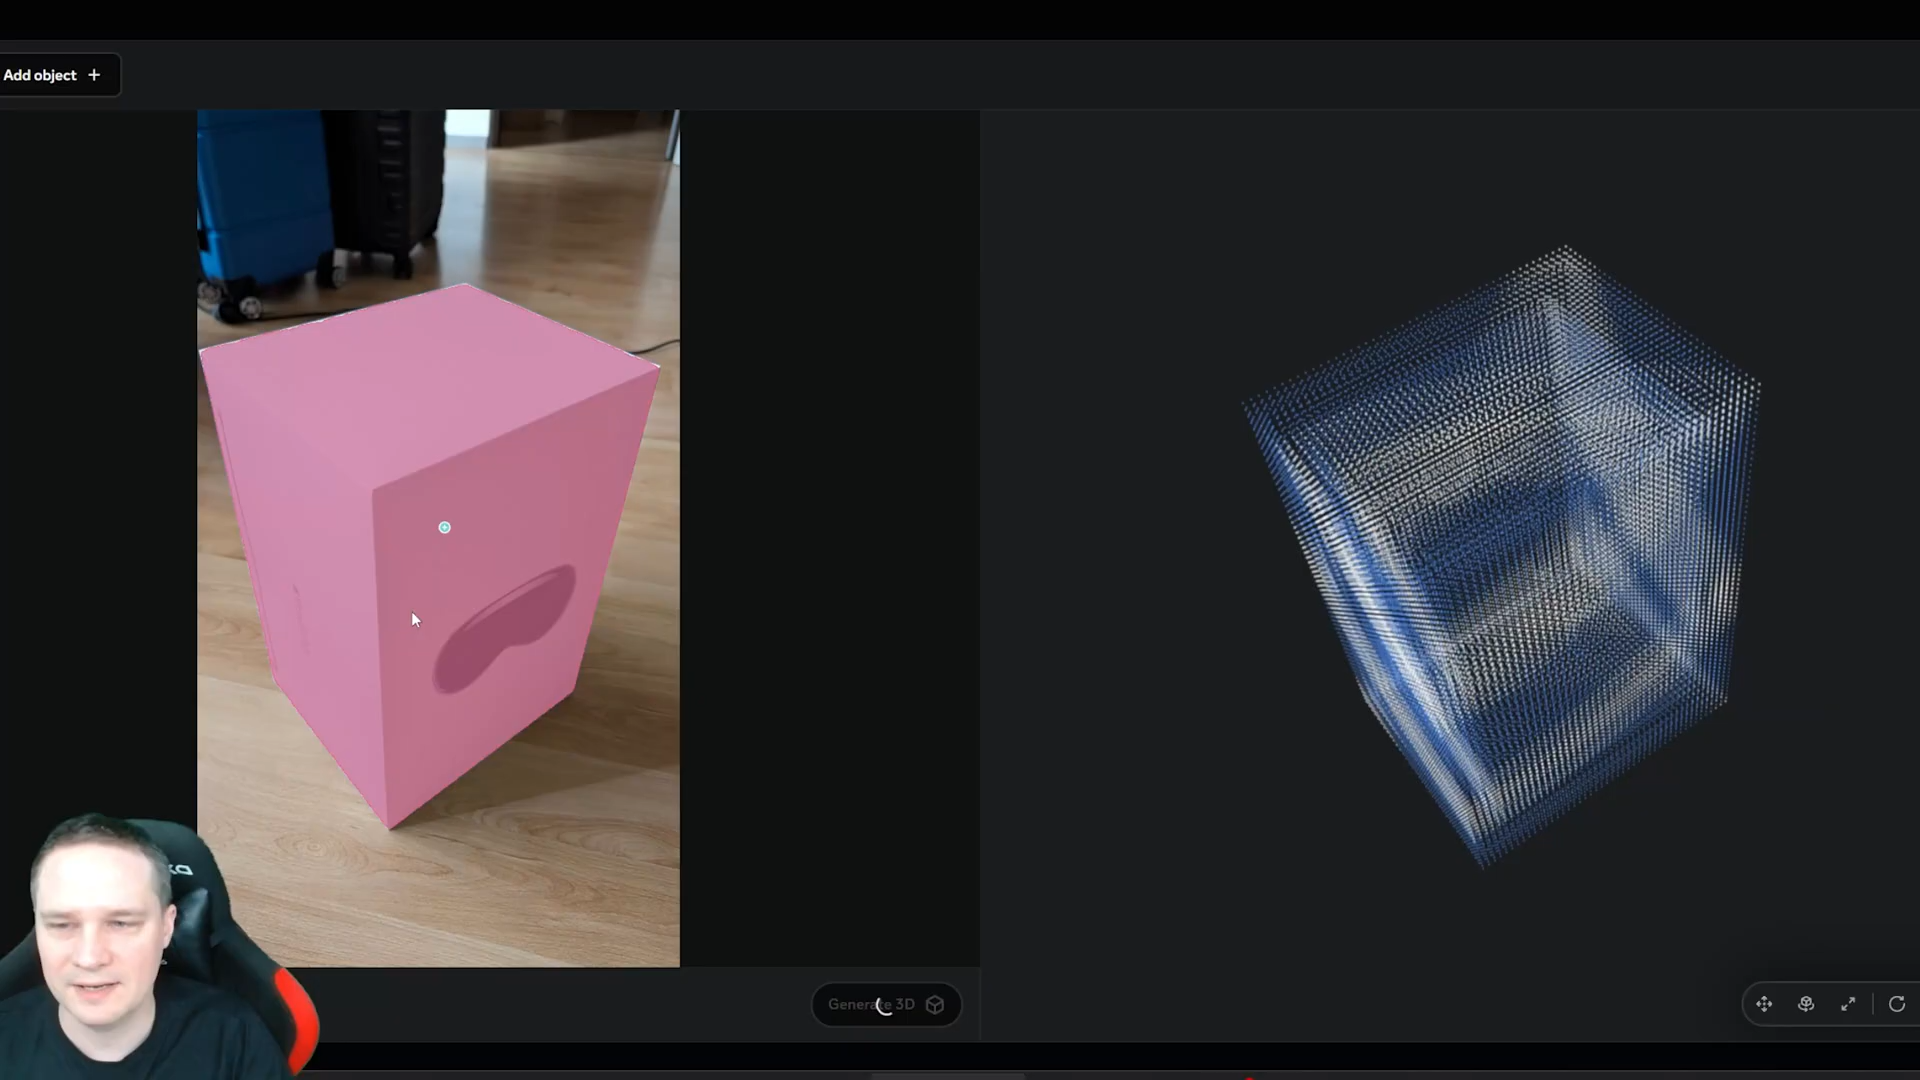 Add object +
Generate 3D